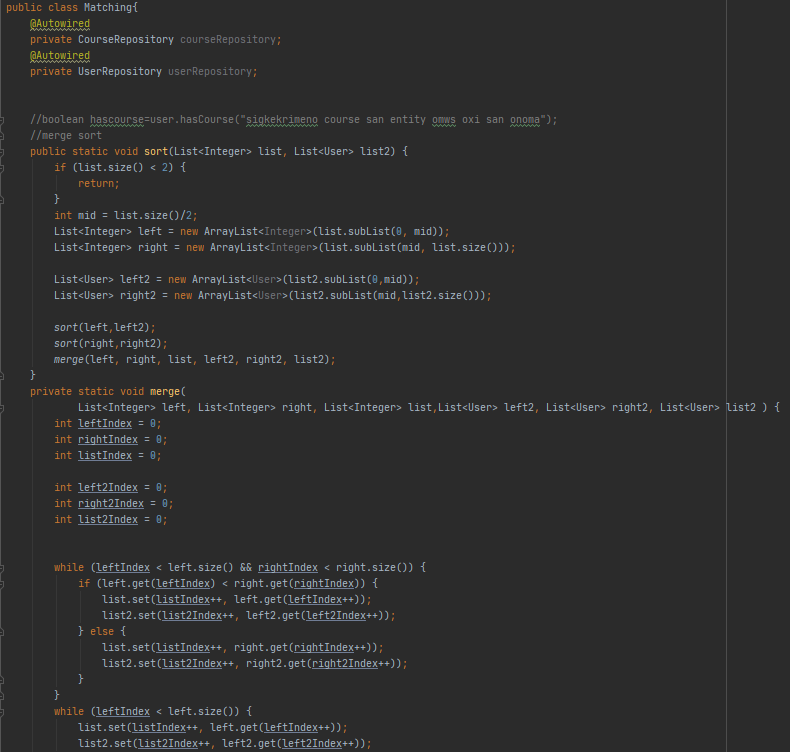 public class Matching{
@Autowired
private CourseRepository courseRepository;
@Autowired
private UserRepository userRepository;
//boolean hascourse=user.hasCourse("sigkekrimeno course san entity omws oxi san onoma");
//merge sort
public static void sort(List<Integer> list, List<User> list2) {
if (list.size() < 2) {
return;
}
int mid = list.size()/2;
List<Integer> left = new ArrayList<Integer>(list.subList(0, mid));
List<Integer> right = new ArrayList<Integer>(list.subList(mid, list.size()));
List<User> left2 = new ArrayList<User>(list2.subList(0,mid));
List<User> right2 = new ArrayList<User>(list2.subList(mid,list2.size()));
sort(left,left2);
sort(right,right2);
merge(left, right, list, left2, right2, list2);
}
private static void merge(
List<Integer> left, List<Integer> right, List<Integer> list,List<User> left2, List<User> right2, List<User> list2 ) {
int leftIndex = 0;
int rightIndex = 0;
int listIndex = 0;
int left2Index = 0;
int right2Index = 0;
int list2Index = 0;
while (leftIndex < left.size() && rightIndex < right.size()) {
if (left.get(leftIndex) < right.get(rightIndex)) {
list.set(listIndex++, left.get(leftIndex++));
list2.set(list2Index++, left2.get(left2Index++));
} else {
list.set(listIndex++, right.get(rightIndex++));
list2.set(list2Index++, right2.get(right2Index++));
}
}
while (leftIndex < left.size()) {
list.set(listIndex++, left.get(leftIndex++));
list2.set(list2Index++, left2.get(left2Index++));